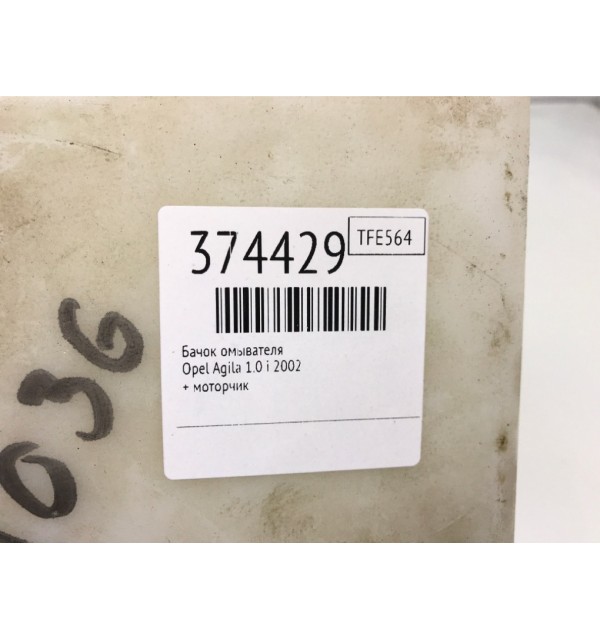 374429
TFE564
Бачок омывателя
Opel Agila 1.0 i 2002
+ моторчик
036